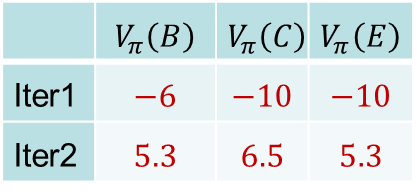 Vπ(B) Vπ(C) Vπ(E)
Iter1 −6 −10 −10
Iter2 5.3 6.5 5.3